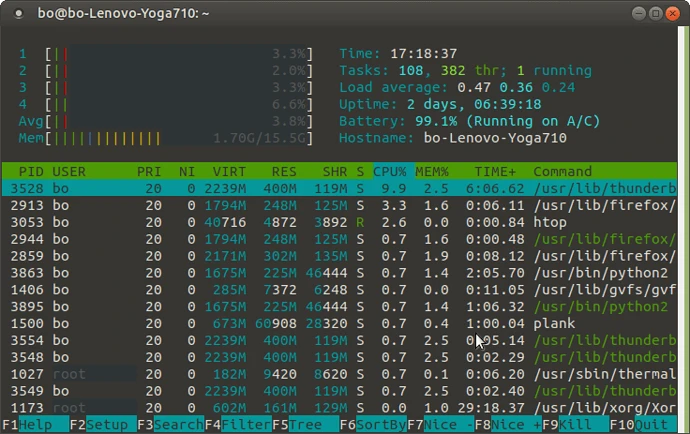 bo@bo-Lenovo-Yoga710: ~
1 [|| 3.3%] Time: 17:18:37
2 [|| 2.0%] Tasks: 108, 382 thr; 1 running
3 [|| 3.3%] Load average: 0.47 0.36 0.24
4 [|| 6.6%] Uptime: 2 days, 06:39:18
Avg[|| 3.8%] Battery: 99.1% (Running on A/C)
Mem[||||||||||||| 1.70G/15.5G] Hostname: bo-Lenovo-Yoga710
PID USER PRI NI VIRT RES SHR S CPU% MEM% TIME+ Command
3528 bo 20 0 2239M 400M 119M S 9.9 2.5 6:06.62 /usr/lib/thunderb
2913 bo 20 0 1794M 248M 125M S 3.3 1.6 0:06.11 /usr/lib/firefox/
3053 bo 20 0 40716 4872 3892 R 2.6 0.0 0:00.84 htop
2944 bo 20 0 1794M 248M 125M S 0.7 1.6 0:00.48 /usr/lib/firefox/
2859 bo 20 0 2171M 302M 135M S 0.7 1.9 0:08.12 /usr/lib/firefox/
3863 bo 20 0 1675M 225M 46444 S 0.7 1.4 2:05.70 /usr/bin/python2
1406 bo 20 0 285M 7372 6248 S 0.7 0.0 0:11.05 /usr/lib/gvfs/gvf
3895 bo 20 0 1675M 225M 46444 S 0.7 1.4 1:06.32 /usr/bin/python2
1500 bo 20 0 673M 60908 28320 S 0.7 0.4 1:00.04 plank
3554 bo 20 0 2239M 400M 119M S 0.7 2.5 05.14 /usr/lib/thunderb
3548 bo 20 0 2239M 400M 119M S 0.7 2.5 0:02.29 /usr/lib/thunderb
1027 root 20 0 182M 9420 8620 S 0.7 0.1 0:06.20 /usr/sbin/thermal
3549 bo 20 0 2239M 400M 119M S 0.7 2.5 0:02.40 /usr/lib/thunderb
1173 root 20 0 602M 161M 129M S 0.0 1.0 29:18.37 /usr/lib/xorg/Xor
F1Help F2Setup F3SearchF4FilterF5Tree F6SortByF7Nice -F8Nice +F9Kill F10Quit